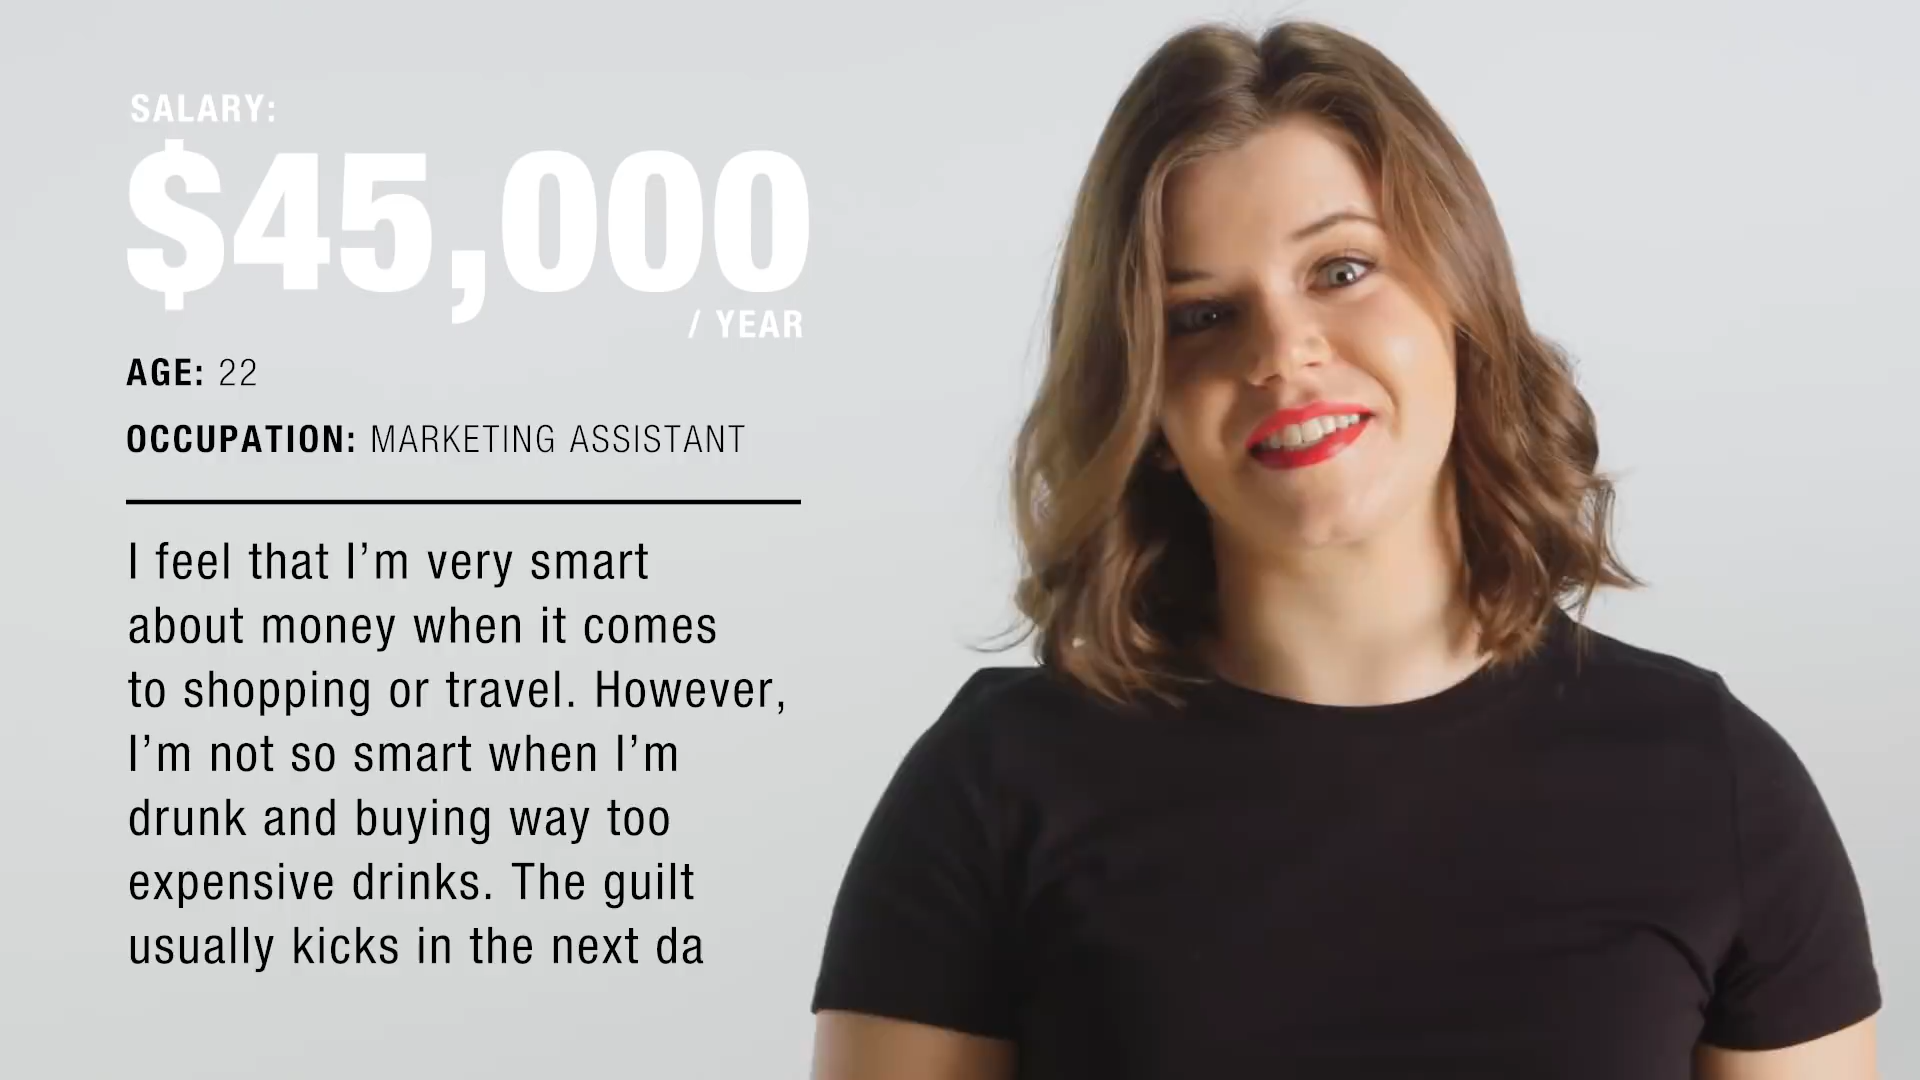 SALARY:
$45,000
/ YEAR
AGE: 22
OCCUPATION: MARKETING ASSISTANT
I feel that I’m very smart
about money when it comes
to shopping or travel. However,
I’m not so smart when I’m
drunk and buying way too
expensive drinks. The guilt
usually kicks in the next da